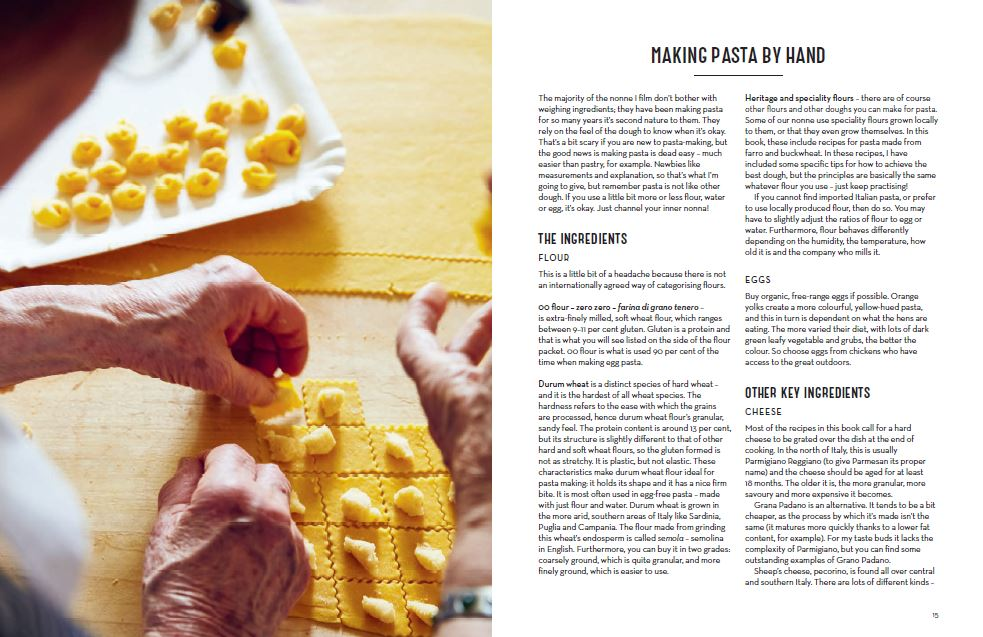 MAKING PASTA BY HAND
The majority of the nonne I film don't bother with
weighing ingredients; they have been making pasta
for so many years it's second nature to them. They
rely on the feel of the dough to know when it's okay.
That's a bit scary if you are new to pasta-making, but
the good news is making pasta is dead easy – much
easier than pastry, for example. Newbies like
measurements and explanation, so that's what I'm
going to give, but remember pasta is not like other
dough. If you use a little bit more or less flour, water
or egg, it's okay. Just channel your inner nonna!
THE INGREDIENTS
FLOUR
This is a little bit of a headache because there is not
an internationally agreed way of categorising flours.
00 flour – zero zero – farina di grano tenero –
is extra-finely milled, soft wheat flour, which ranges
between 9–11 per cent gluten. Gluten is a protein and
that is what you will see listed on the side of the flour
packet. 00 flour is what is used 90 per cent of the
time when making egg pasta.
Durum wheat is a distinct species of hard wheat –
and it is the hardest of all wheat species. The
hardness refers to the ease with which the grains
are processed, hence durum wheat flour's granular,
sandy feel. The protein content is around 13 per cent,
but its structure is slightly different to that of other
hard and soft wheat flours, so the gluten formed is
not as stretchy. It is plastic, but not elastic. These
characteristics make durum wheat flour ideal for
pasta making: it holds its shape and it has a nice firm
bite. It is most often used in egg-free pasta – made
with just flour and water. Durum wheat is grown in
the more arid, southern areas of Italy like Sardinia,
Puglia and Campania. The flour made from grinding
this wheat's endosperm is called semola – semolina
in English. Furthermore, you can buy it in two grades:
coarsely ground, which is quite granular, and more
finely ground, which is easier to use.
Heritage and speciality flours – there are of course
other flours and other doughs you can make for pasta.
Some of our nonne use speciality flours grown locally
to them, or that they even grow themselves. In this
book, these include recipes for pasta made from
farro and buckwheat. In these recipes, I have
included some specific tips for how to achieve the
best dough, but the principles are basically the same
whatever flour you use – just keep practising!
If you cannot find imported Italian pasta, or prefer
to use locally produced flour, then do so. You may
have to slightly adjust the ratios of flour to egg or
water. Furthermore, flour behaves differently
depending on the humidity, the temperature, how
old it is and the company who mills it.
EGGS
Buy organic, free-range eggs if possible. Orange
yolks create a more colourful, yellow-hued pasta,
and this in turn is dependent on what the hens are
eating. The more varied their diet, with lots of dark
green leafy vegetable and grubs, the better the
colour. So choose eggs from chickens who have
access to the great outdoors.
OTHER KEY INGREDIENTS
CHEESE
Most of the recipes in this book call for a hard
cheese to be grated over the dish at the end of
cooking. In the north of Italy, this is usually
Parmigiano Reggiano (to give Parmesan its proper
name) and the cheese should be aged for at least
18 months. The older it is, the more granular, more
savoury and more expensive it becomes.
Grana Padano is an alternative. It tends to be a bit
cheaper, as the process by which it's made isn't the
same (it matures more quickly thanks to a lower fat
content, for example). For my taste buds it lacks the
complexity of Parmigiano, but you can find some
outstanding examples of Grano Padano.
Sheep's cheese, pecorino, is found all over central
and southern Italy. There are lots of different kinds –
15